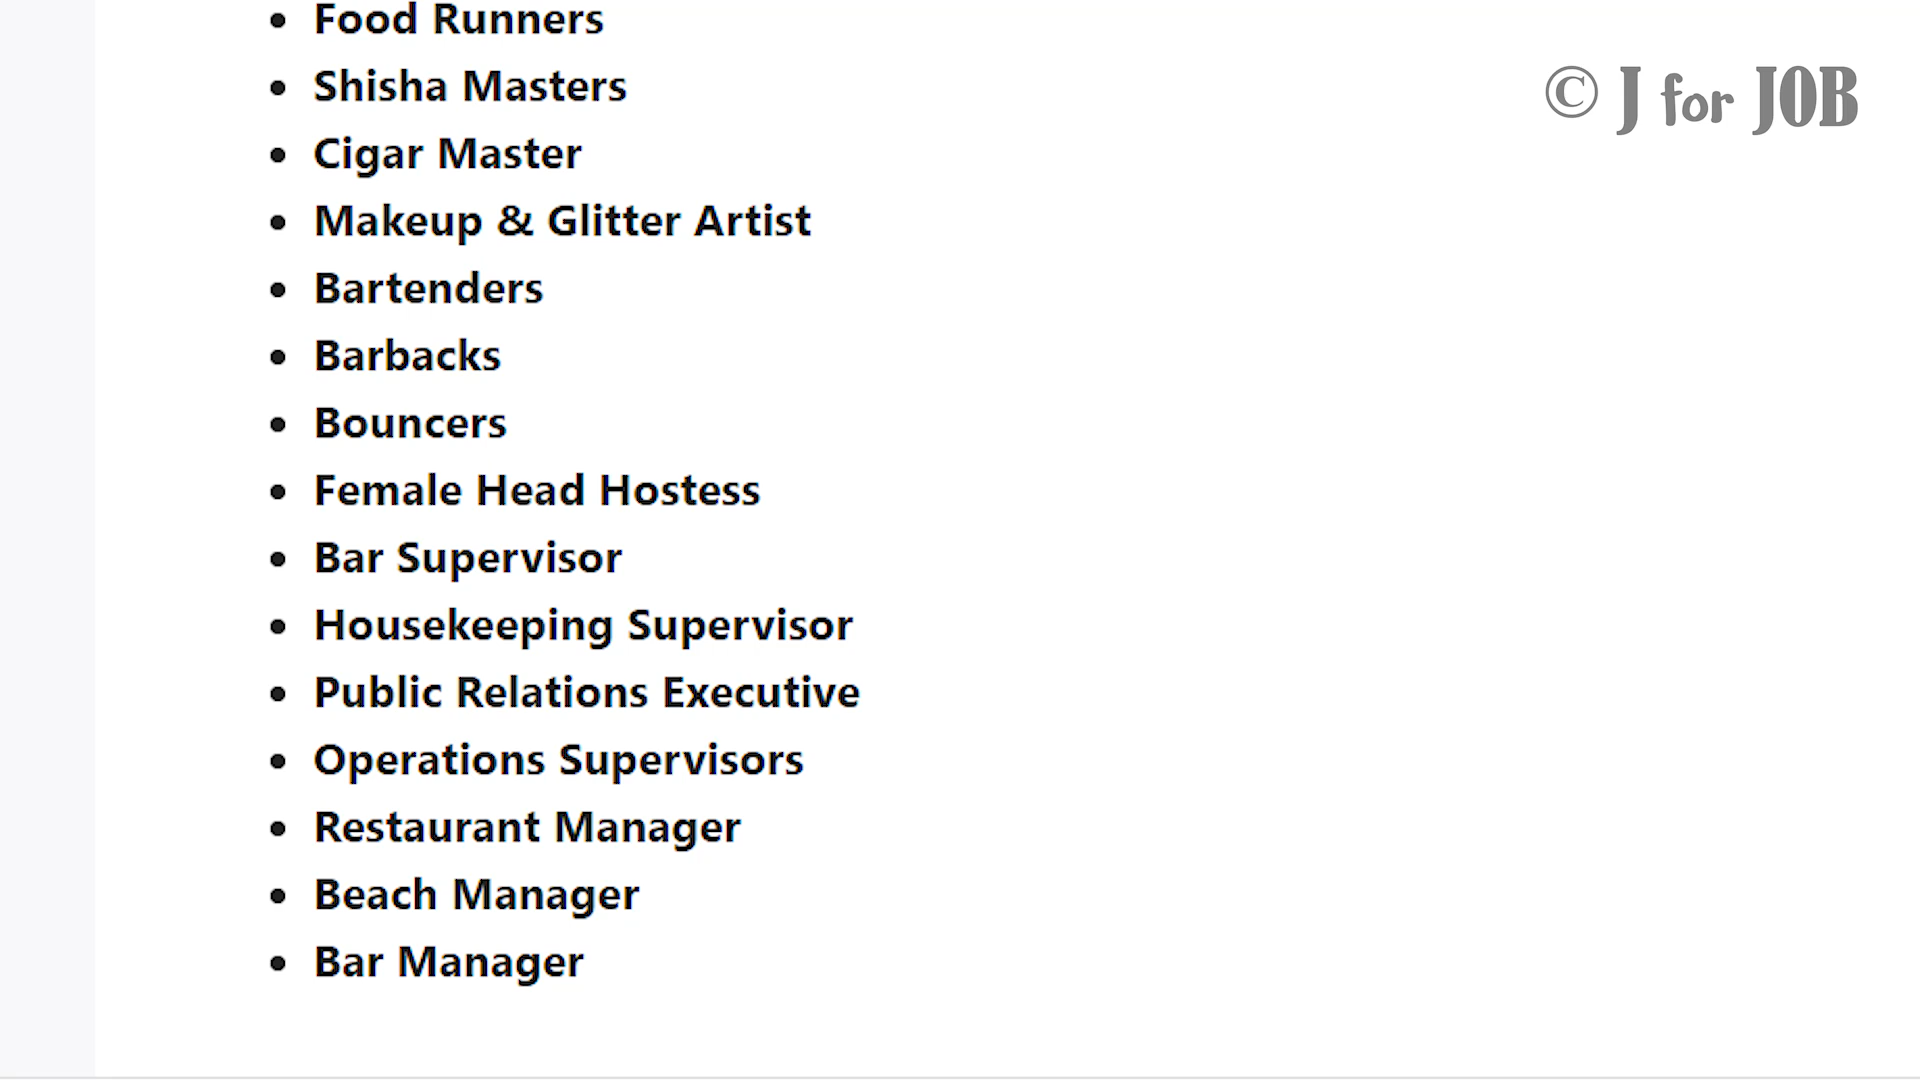 • Food Runners
© J for JOB
• Shisha Masters
• Cigar Master
• Makeup & Glitter Artist
• Bartenders
• Barbacks
• Bouncers
• Female Head Hostess
• Bar Supervisor
• Housekeeping Supervisor
• Public Relations Executive
• Operations Supervisors
• Restaurant Manager
• Beach Manager
• Bar Manager